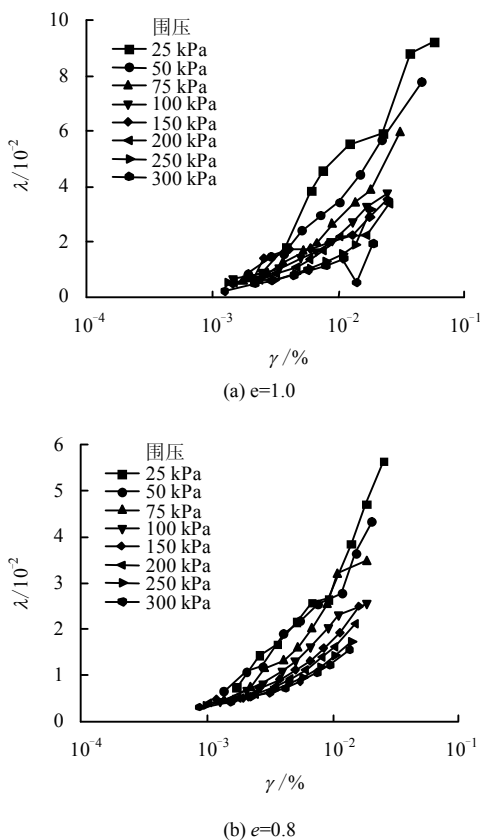 10
8
6
4
2
0
λ/10⁻²
围压
25 kPa
50 kPa
75 kPa
100 kPa
150 kPa
200 kPa
250 kPa
300 kPa
10⁻⁴
10⁻³
10⁻²
10⁻¹
γ /%
(a) e=1.0
6
5
4
3
2
1
0
λ/10⁻²
围压
25 kPa
50 kPa
75 kPa
100 kPa
150 kPa
200 kPa
250 kPa
300 kPa
10⁻⁴
10⁻³
10⁻²
10⁻¹
γ /%
(b) e=0.8